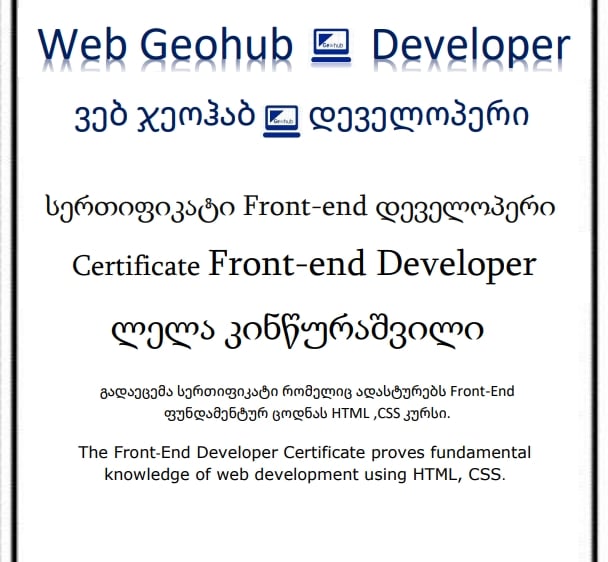 Web Geohub Geohub Developer
ვებ ჯეოჰაბ Geohub დეველოპერი
სერთიფიკატი Front-end დეველოპერი
Certificate Front-end Developer
ლელა კინწურაშვილი
გადაეცემა სერთიფიკატი რომელიც ადასტურებს Front-End
ფუნდამენტურ ცოდნას HTML ,CSS კურსი.
The Front-End Developer Certificate proves fundamental
knowledge of web development using HTML, CSS.